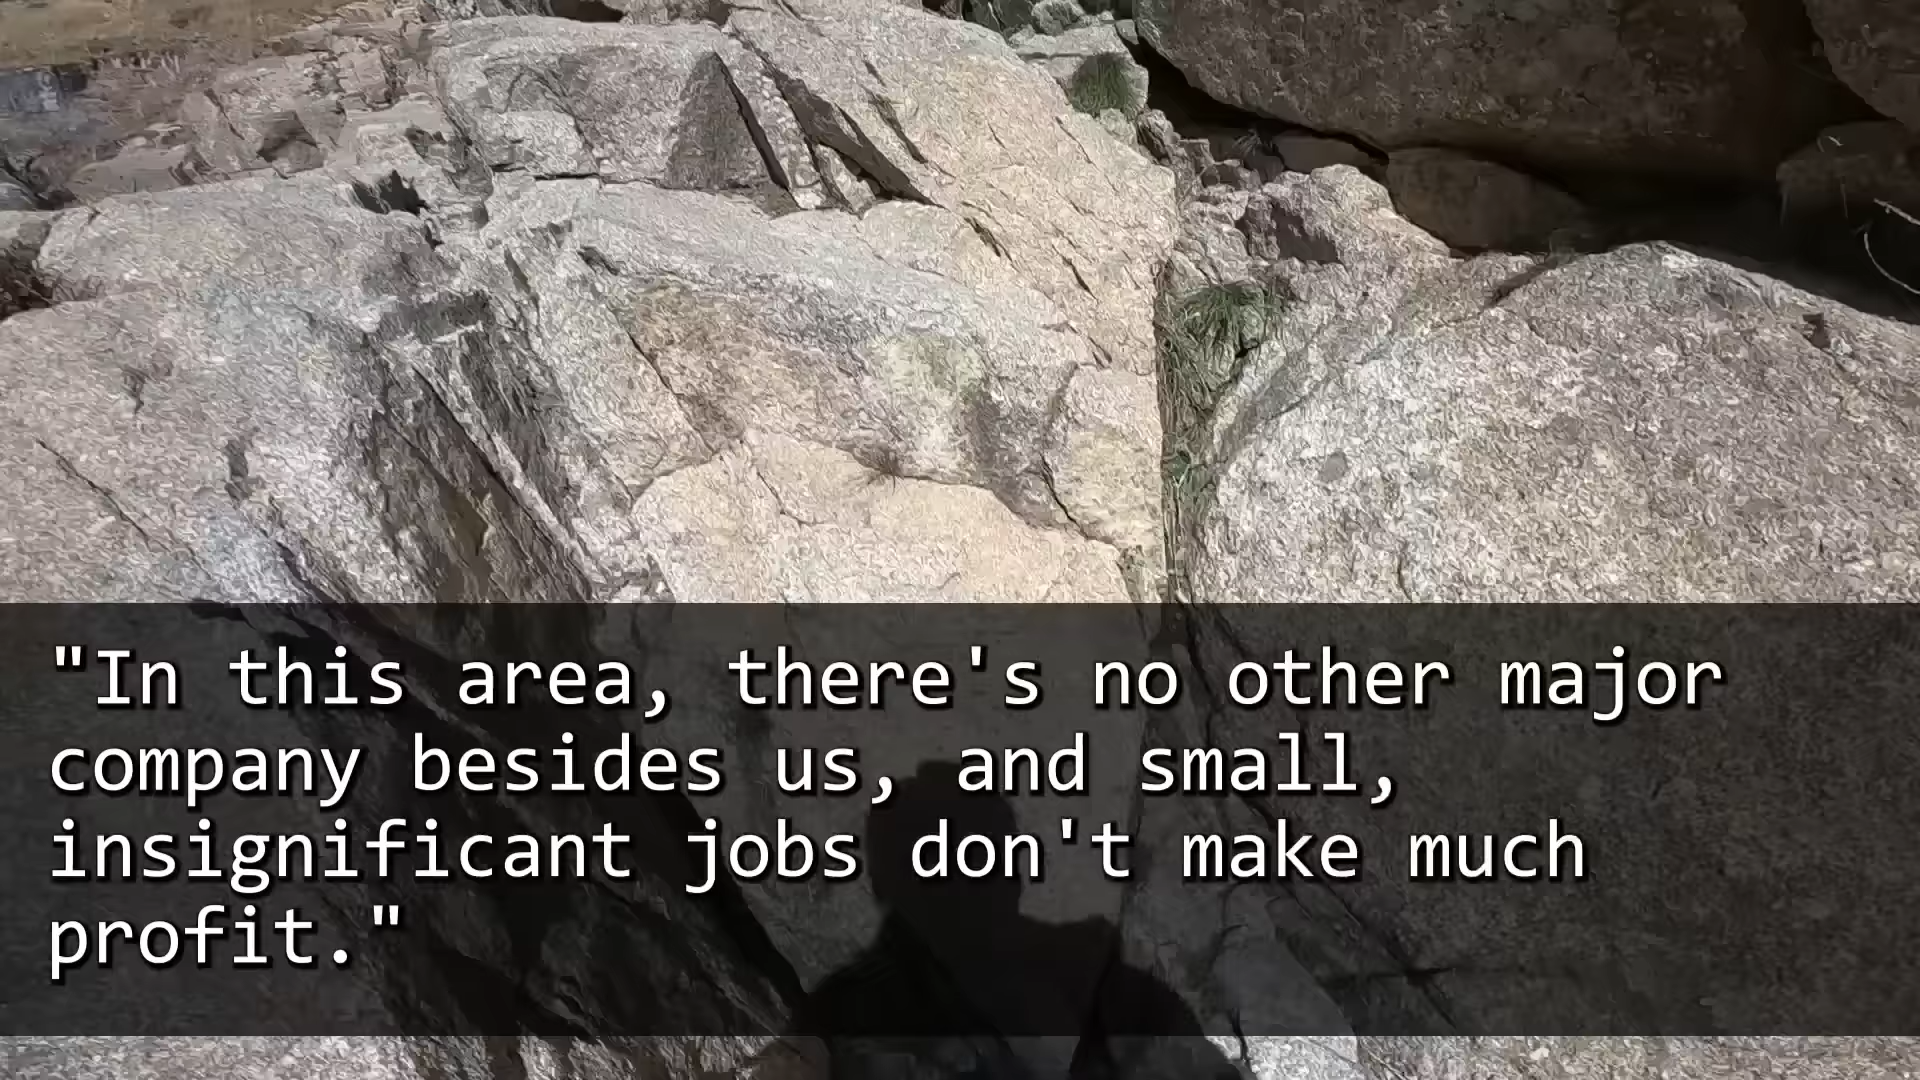 "In this area, there's no other major
company besides us, and small,
insignificant jobs don't make much
profit."